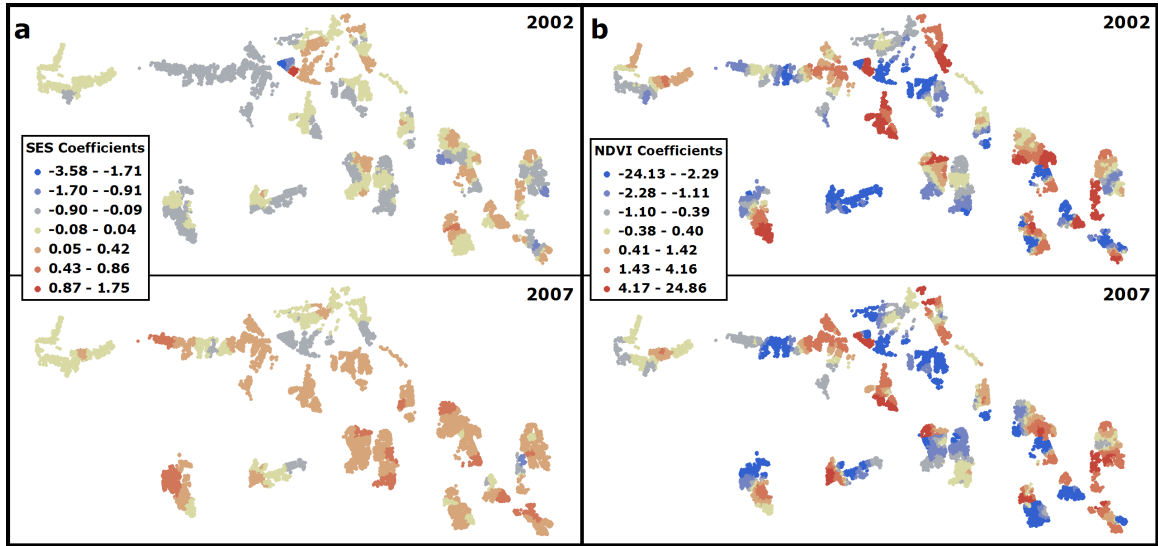 a
2002
b
2002
SES Coefficients
-3.58 - -1.71
-1.70 - -0.91
-0.90 - -0.09
-0.08 - 0.04
0.05 - 0.42
0.43 - 0.86
0.87 - 1.75
NDVI Coefficients
-24.13 - -2.29
-2.28 - -1.11
-1.10 - -0.39
-0.38 - 0.40
0.41 - 1.42
1.43 - 4.16
4.17 - 24.86
2007
2007